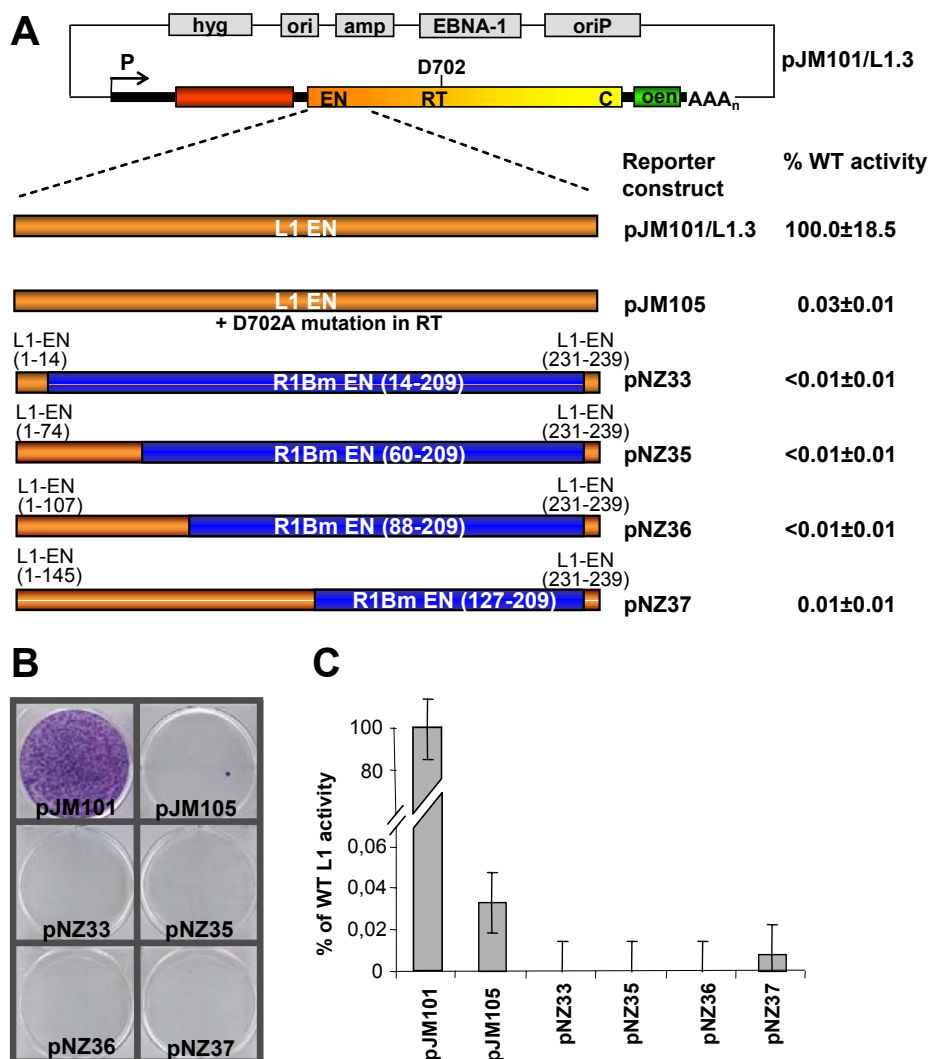 A
hyg ori amp EBNA-1 oriP
pJM101/L1.3
P
D702
EN RT C oen AAAn
Reporter construct % WT activity
L1 EN pJM101/L1.3 100.0±18.5
L1 EN pJM105 0.03±0.01
+ D702A mutation in RT
L1-EN (1-14) L1-EN (231-239)
R1Bm EN (14-209) pNZ33 <0.01±0.01
L1-EN (1-74) L1-EN (231-239)
R1Bm EN (60-209) pNZ35 <0.01±0.01
L1-EN (1-107) L1-EN (231-239)
R1Bm EN (88-209) pNZ36 <0.01±0.01
L1-EN (1-145) L1-EN (231-239)
R1Bm EN (127-209) pNZ37 0.01±0.01
B
pJM101 pJM105
pNZ33 pNZ35
pNZ36 pNZ37
C
% of WT L1 activity
100
80
0,06
0,04
0,02
0
pJM101 pJM105 pNZ33 pNZ35 pNZ36 pNZ37